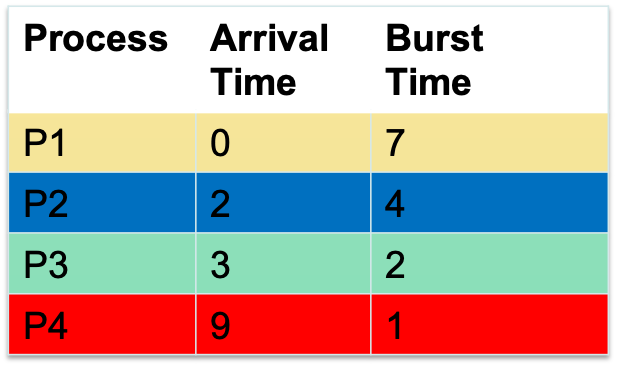 Process Arrival Time Burst Time
P1 0 7
P2 2 4
P3 3 2
P4 9 1